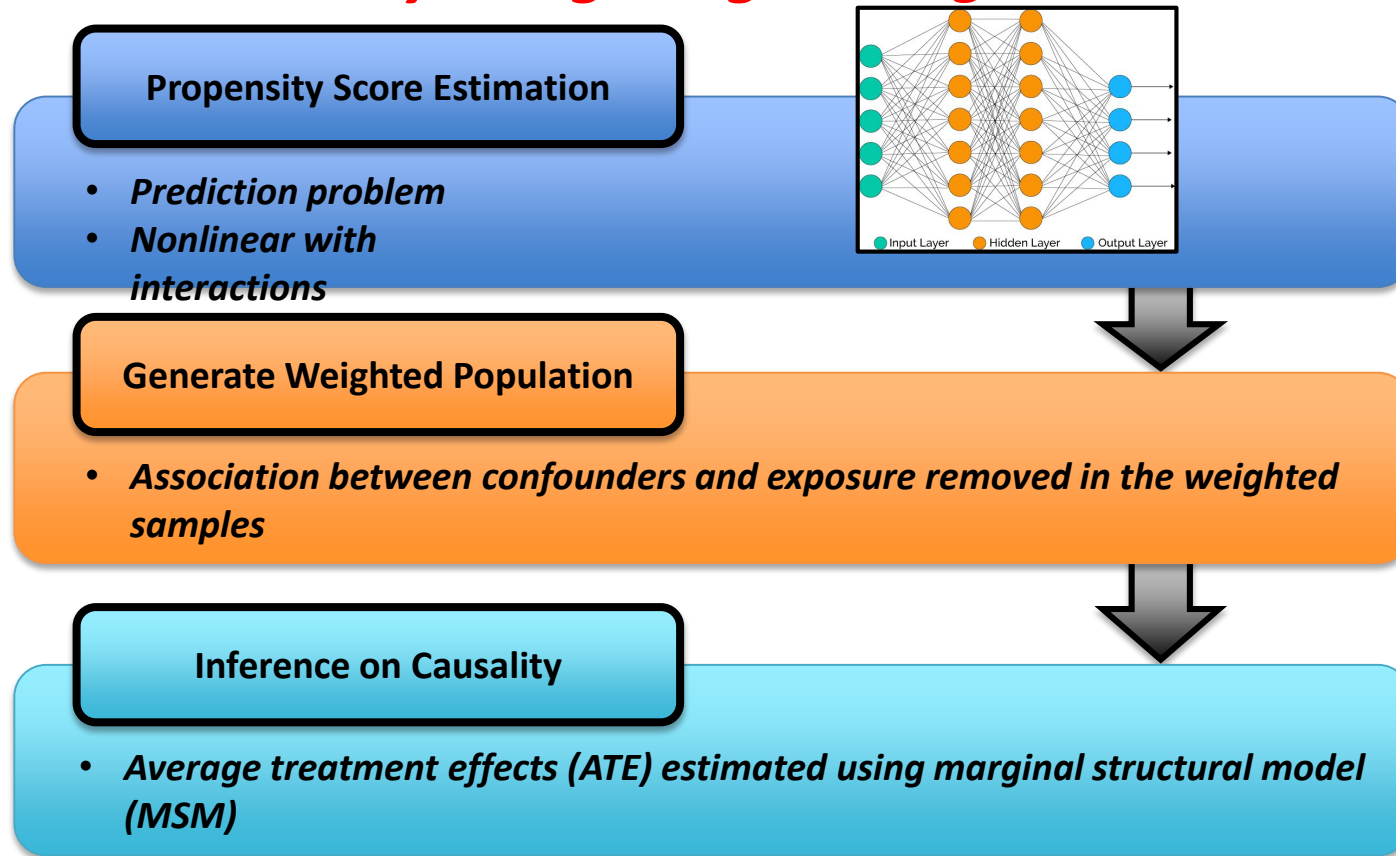 Propensity Score Estimation
• Prediction problem
• Nonlinear with
interactions
Input Layer Hidden Layer Output Layer
Generate Weighted Population
• Association between confounders and exposure removed in the weighted
samples
Inference on Causality
• Average treatment effects (ATE) estimated using marginal structural model
(MSM)